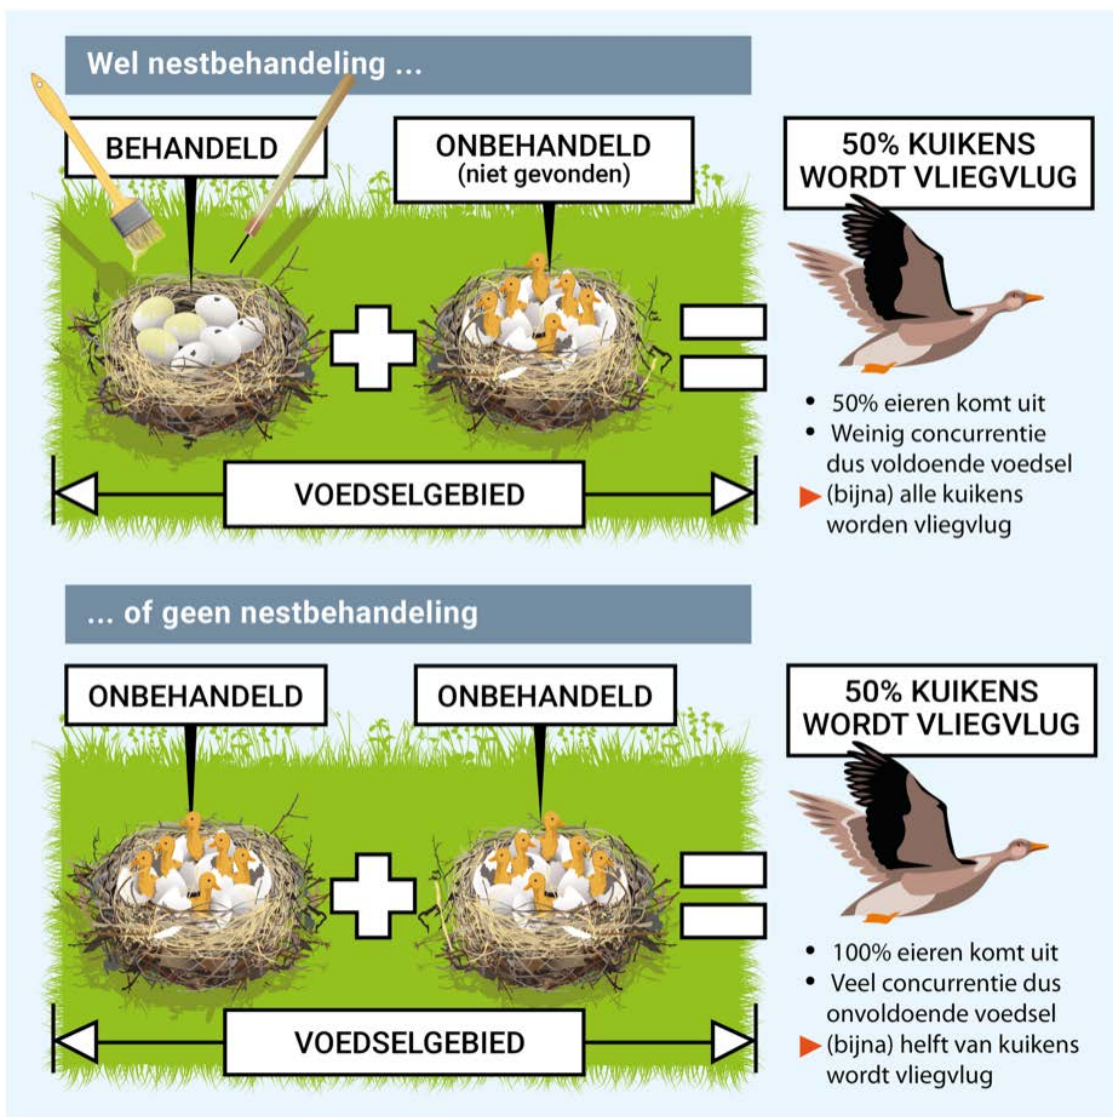 Wel nestbehandeling ...
BEHANDELD
ONBEHANDELD
(niet gevonden)
50% KUIKENS
WORDT VLIEGVLUG
• 50% eieren komt uit
• Weinig concurrentie
dus voldoende voedsel
(bijna) alle kuikens
worden vliegvlug
VOEDSELGEBIED
... of geen nestbehandeling
ONBEHANDELD
ONBEHANDELD
50% KUIKENS
WORDT VLIEGVLUG
• 100% eieren komt uit
• Veel concurrentie dus
onvoldoende voedsel
(bijna) helft van kuikens
wordt vliegvlug
VOEDSELGEBIED